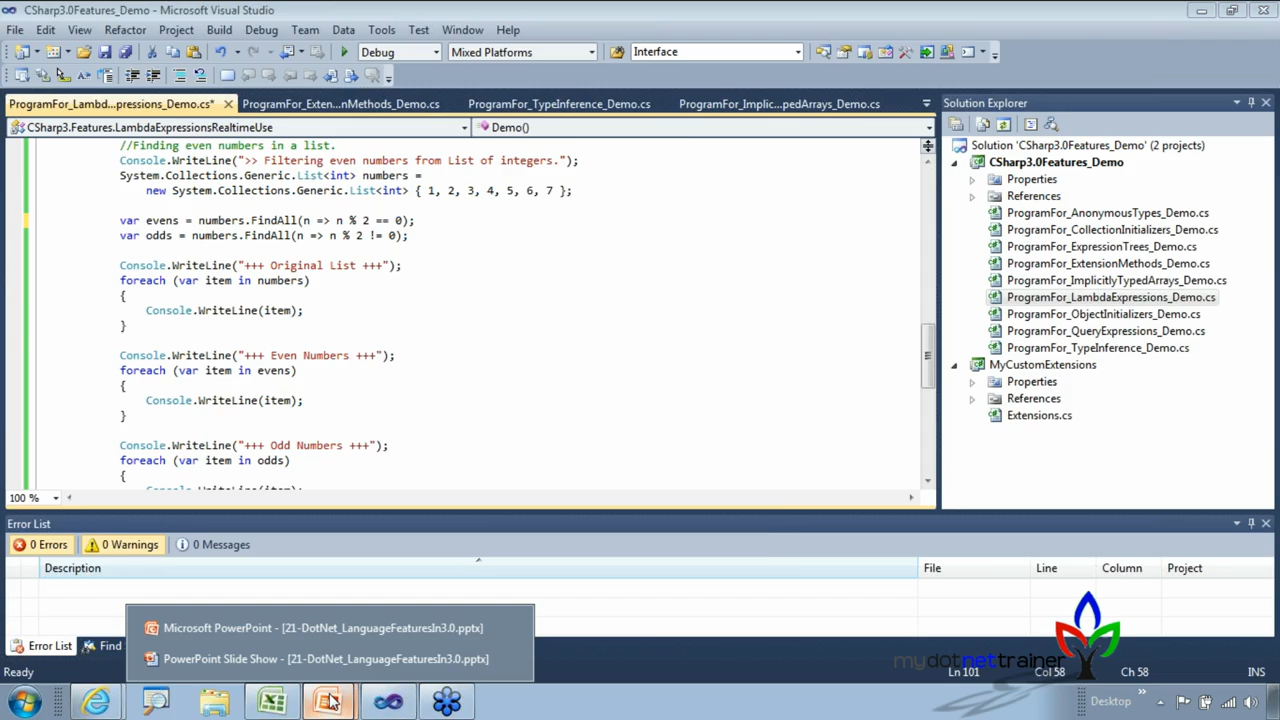 CSharp3.0Features_Demo - Microsoft Visual Studio
File Edit View Refactor Project Build Debug Team Data Tools Test Window Help
Debug Mixed Platforms Interface
ProgramFor_Lambd...pressions_Demo.cs* ProgramFor_Exten...nMethods_Demo.cs ProgramFor_TypeInference_Demo.cs ProgramFor_Implic...pedArrays_Demo.cs
CSharp3.Features.LambdaExpressionsRealtimeUse Demo()
//Finding even numbers in a list.
Console.WriteLine(">> Filtering even numbers from List of integers.");
System.Collections.Generic.List<int> numbers =
new System.Collections.Generic.List<int> { 1, 2, 3, 4, 5, 6, 7 };
var evens = numbers.FindAll(n => n % 2 == 0);
var odds = numbers.FindAll(n => n % 2 != 0);
Console.WriteLine("+++ Original List +++");
foreach (var item in numbers)
{
Console.WriteLine(item);
}
Console.WriteLine("+++ Even Numbers +++");
foreach (var item in evens)
{
Console.WriteLine(item);
}
Console.WriteLine("+++ Odd Numbers +++");
foreach (var item in odds)
{
Console.WriteLine(item);
100 %
Solution Explorer
Solution 'CSharp3.0Features_Demo' (2 projects)
CSharp3.0Features_Demo
Properties
References
ProgramFor_AnonymousTypes_Demo.cs
ProgramFor_CollectionInitializers_Demo.cs
ProgramFor_ExpressionTrees_Demo.cs
ProgramFor_ExtensionMethods_Demo.cs
ProgramFor_ImplicitlyTypedArrays_Demo.cs
ProgramFor_LambdaExpressions_Demo.cs
ProgramFor_ObjectInitializers_Demo.cs
ProgramFor_QueryExpressions_Demo.cs
ProgramFor_TypeInference_Demo.cs
MyCustomExtensions
Properties
References
Extensions.cs
Error List
0 Errors 0 Warnings 0 Messages
Description File Line Column Project
Microsoft PowerPoint - [21-DotNet_LanguageFeaturesIn3.0.pptx]
PowerPoint Slide Show - [21-DotNet_LanguageFeaturesIn3.0.pptx]
Error List Find
mydotnettrainer
Ready Ln 101 Col 58 Ch 58 INS
Desktop